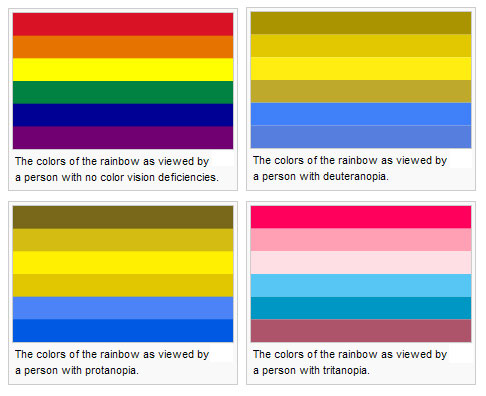 The colors of the rainbow as viewed by
a person with no color vision deficiencies.
The colors of the rainbow as viewed by
a person with deuteranopia.
The colors of the rainbow as viewed by
a person with protanopia.
The colors of the rainbow as viewed by
a person with tritanopia.